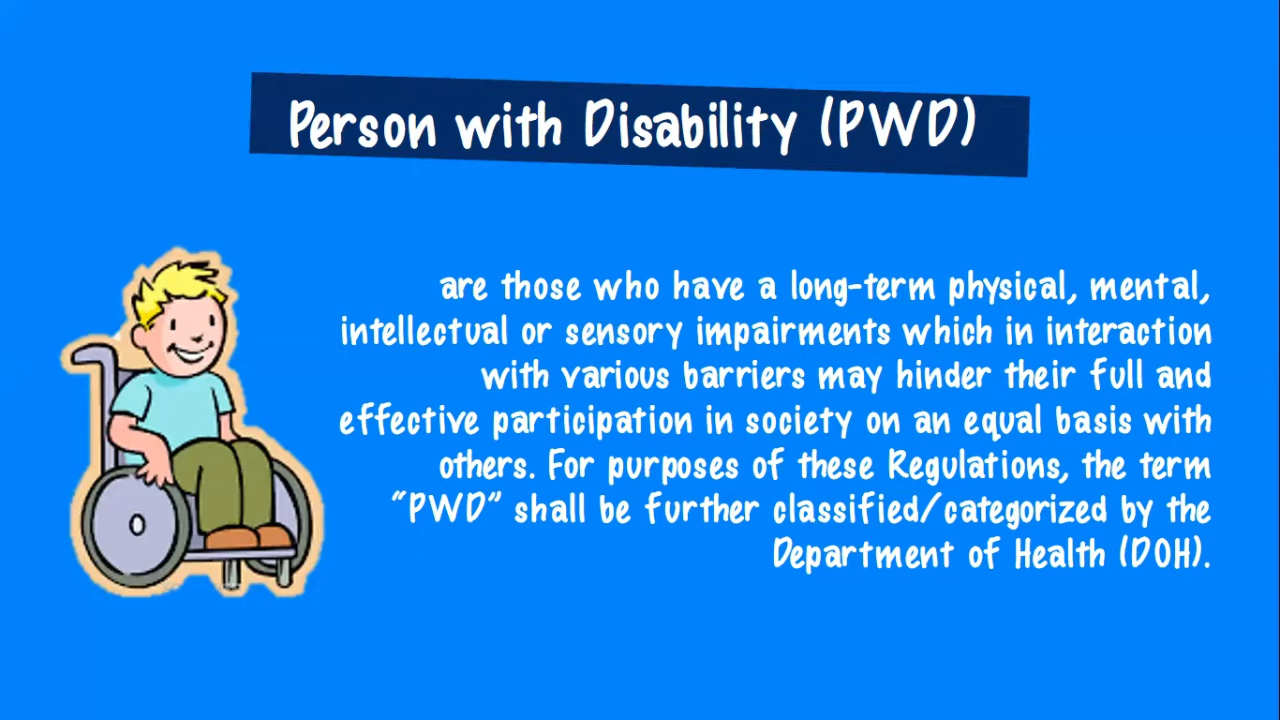 Person with Disability (PWD)
are those who have a long-term physical, mental,
intellectual or sensory impairments which in interaction
with various barriers may hinder their full and
effective participation in society on an equal basis with
others. For purposes of these Regulations, the term
“PWD” shall be further classified/categorized by the
Department of Health (DOH).